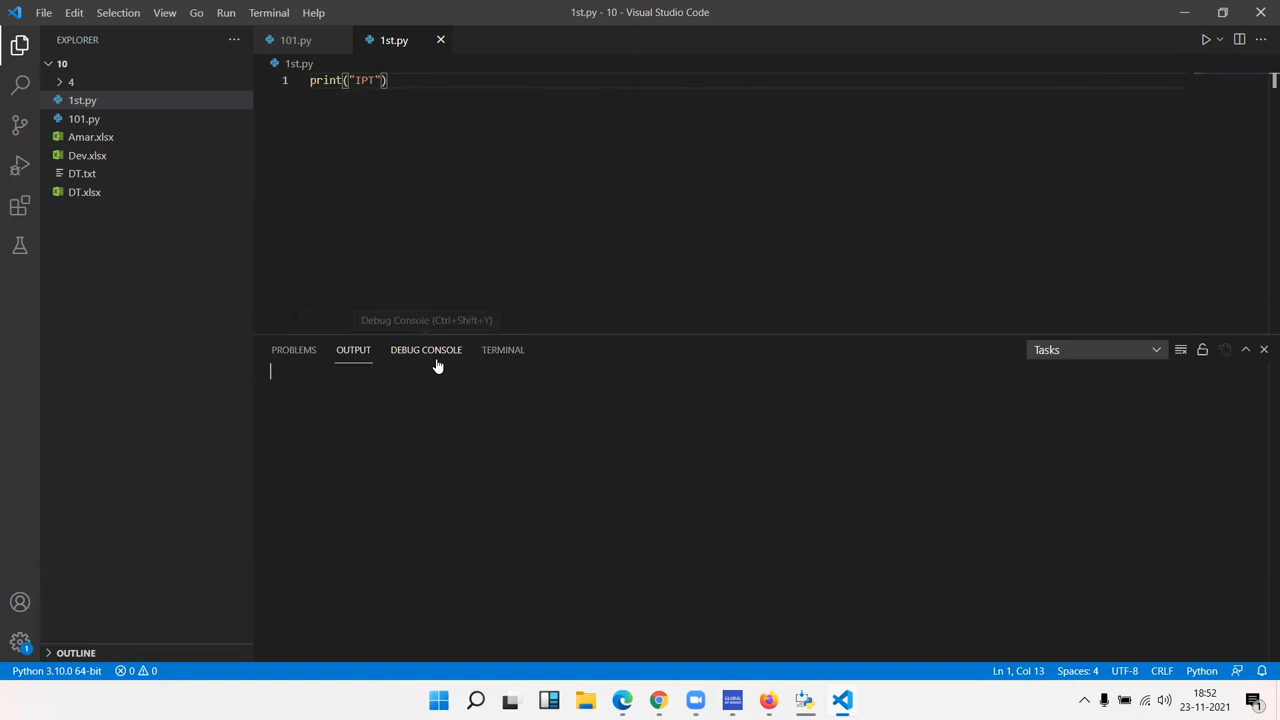 File Edit Selection View Go Run Terminal Help
1st.py - 10 - Visual Studio Code
EXPLORER
101.py
1st.py
10
1st.py
4
1 print("IPT")
1st.py
101.py
Amar.xlsx
Dev.xlsx
DT.txt
DT.xlsx
Debug Console (Ctrl+Shift+Y)
PROBLEMS OUTPUT DEBUG CONSOLE TERMINAL
Tasks
1
OUTLINE
Python 3.10.0 64-bit 0 0
Ln 1, Col 13 Spaces: 4 UTF-8 CRLF Python
GLOBAL
18:52
23-11-2021
1